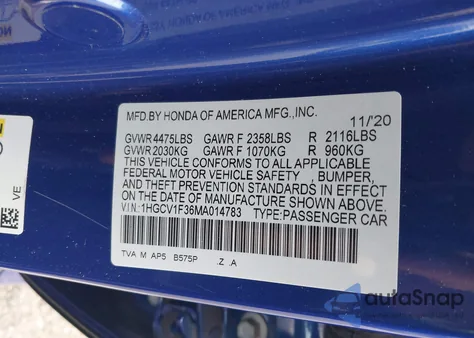 MFD.BY HONDA OF AMERICA MFG.,INC. 11/20
GVWR 4475LBS GAWR F 2358LBS R 2116LBS
GVWR 2030KG GAWR F 1070KG R 960KG
THIS VEHICLE CONFORMS TO ALL APPLICABLE
FEDERAL MOTOR VEHICLE SAFETY , BUMPER,
AND THEFT PREVENTION STANDARDS IN EFFECT
ON THE DATE OF MANUFACTURE SHOWN ABOVE.
VIN: 1HGCV1F36MA014783 TYPE:PASSENGER CAR
TVA M AP5 B575P .Z .A
VE
autoSnap